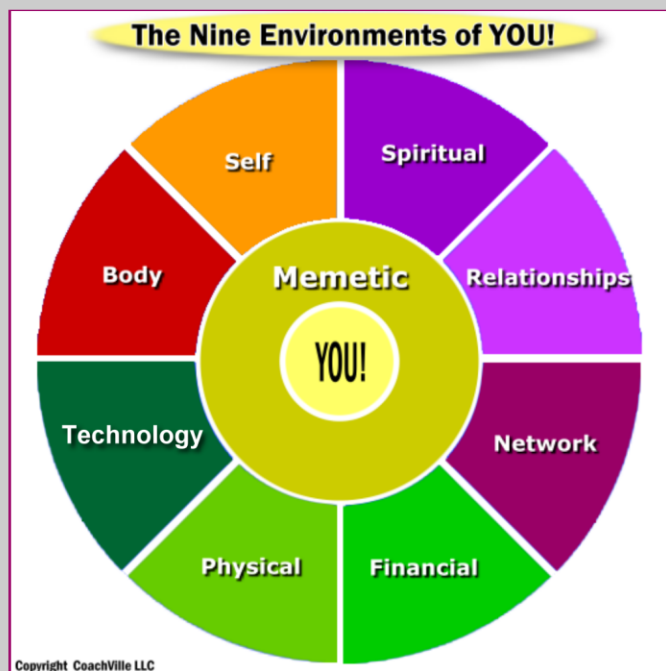 The Nine Environments of YOU!
Self
Spiritual
Body
Memetic
Relationships
YOU!
Technology
Network
Physical
Financial
Copyright CoachVille LLC